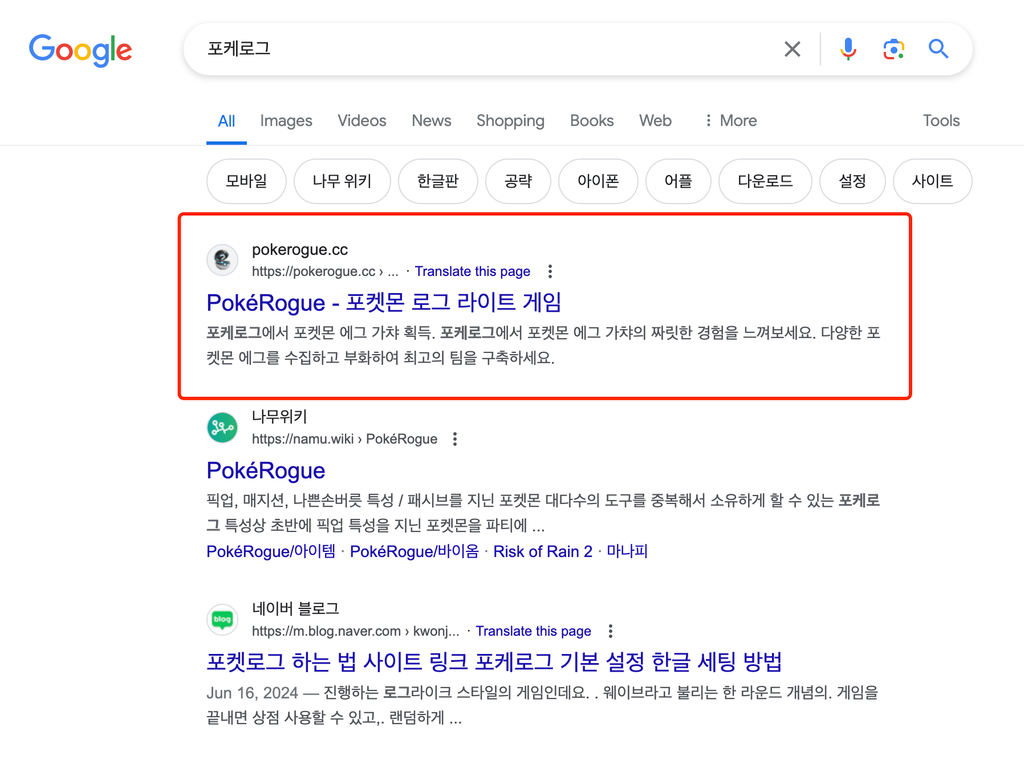 Google
포케로그
All Images Videos News Shopping Books Web More Tools
모바일 나무 위키 한글판 공략 아이폰 어플 다운로드 설정 사이트
pokerogue.cc
https://pokerogue.cc › ... · Translate this page
PokéRogue - 포켓몬 로그 라이트 게임
포케로그에서 포켓몬 에그 가챠 획득. 포케로그에서 포켓몬 에그 가챠의 짜릿한 경험을 느껴보세요. 다양한 포
켓몬 에그를 수집하고 부화하여 최고의 팀을 구축하세요.
나무위키
https://namu.wiki › PokéRogue
PokéRogue
픽업, 매지션, 나쁜손버릇 특성 / 패시브를 지닌 포켓몬 대다수의 도구를 중복해서 소유하게 할 수 있는 포케로
그 특성상 초반에 픽업 특성을 지닌 포켓몬을 파티에 ...
PokéRogue/아이템 · PokéRogue/바이옴 · Risk of Rain 2 · 마나피
blog
네이버 블로그
https://m.blog.naver.com › kwonj... · Translate this page
포켓로그 하는 법 사이트 링크 포케로그 기본 설정 한글 세팅 방법
Jun 16, 2024 — 진행하는 로그라이크 스타일의 게임인데요. . 웨이브라고 불리는 한 라운드 개념의. 게임을
끝내면 상점 사용할 수 있고,. 랜덤하게 ...